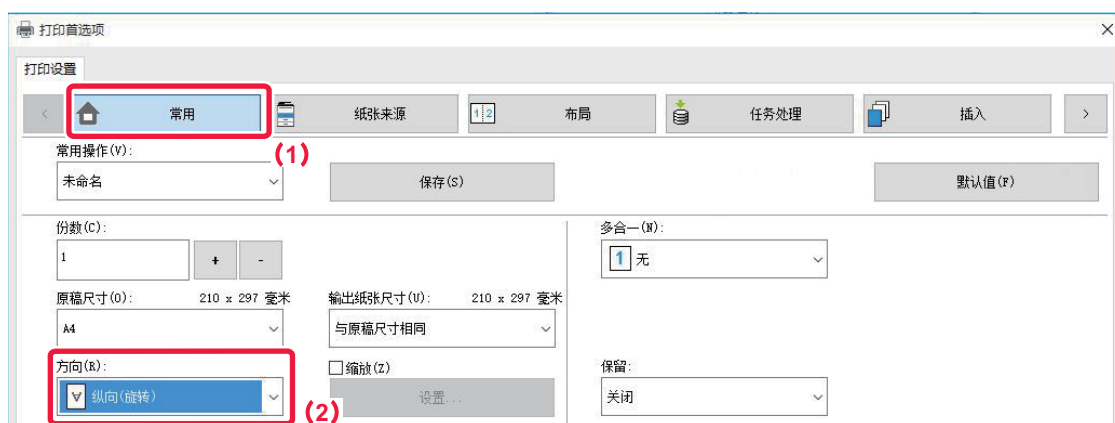 打印首选项
打印设置
常用 纸张来源 1 2 布局 任务处理 插入
(1)
常用操作(V):
未命名 保存(S) 默认值(F)
份数(C): 多合一(N):
1 + - 1 无
原稿尺寸(O): 210 x 297 毫米 输出纸张尺寸(U): 210 x 297 毫米
A4 与原稿尺寸相同
方向(R): 缩放(Z) 保留:
A 纵向(旋转) 设置... 关闭
(2)